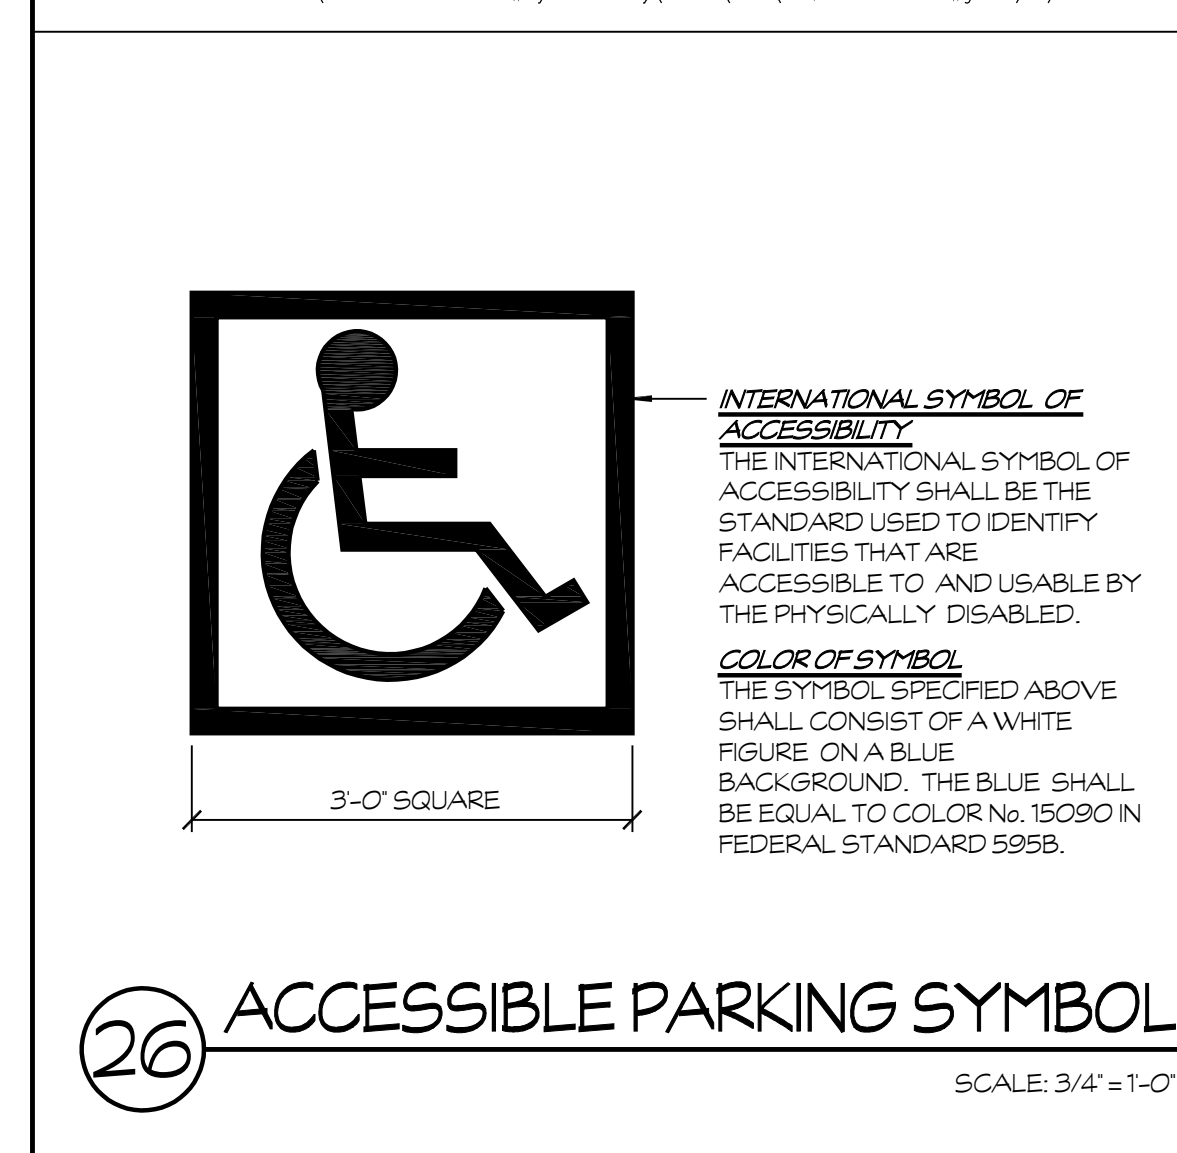 INTERNATIONAL SYMBOL OF
ACCESSIBILITY
THE INTERNATIONAL SYMBOL OF
ACCESSIBILITY SHALL BE THE
STANDARD USED TO IDENTIFY
FACILITIES THAT ARE
ACCESSIBLE TO AND USABLE BY
THE PHYSICALLY DISABLED.
COLOR OF SYMBOL
THE SYMBOL SPECIFIED ABOVE
SHALL CONSIST OF A WHITE
FIGURE ON A BLUE
BACKGROUND. THE BLUE SHALL
BE EQUAL TO COLOR No. 15090 IN
FEDERAL STANDARD 595B.
3'-0" SQUARE
26
ACCESSIBLE PARKING SYMBOL
SCALE: 3/4" = 1'-0"